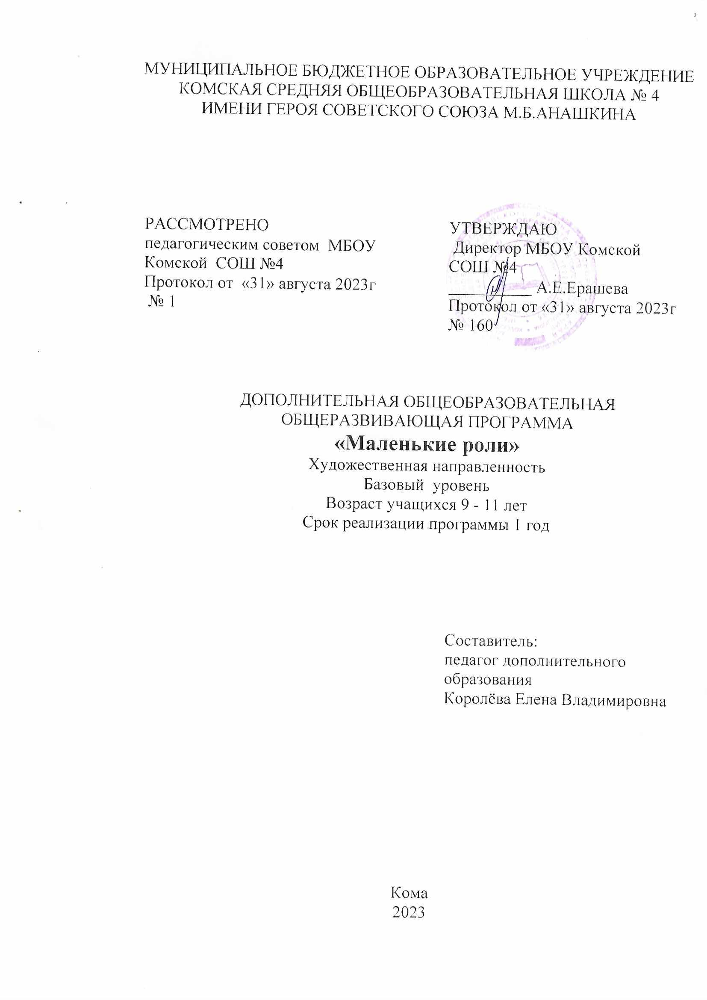 МУНИЦИПАЛЬНОЕ БЮДЖЕТНОЕ ОБРАЗОВАТЕЛЬНОЕ УЧРЕЖДЕНИЕ
КОМСКАЯ СРЕДНЯЯ ОБЩЕОБРАЗОВАТЕЛЬНАЯ ШКОЛА № 4
ИМЕНИ ГЕРОЯ СОВЕТСКОГО СОЮЗА М.Б.АНАШКИНА
РАССМОТРЕНО
педагогическим советом МБОУ
Комской СОШ №4
Протокол от «31» августа 2023г
№ 1
УТВЕРЖДАЮ
Директор МБОУ Комской
СОШ №4
___________ А.Е.Ерашева
Протокол от «31» августа 2023г
№ 160
ДОПОЛНИТЕЛЬНАЯ ОБЩЕОБРАЗОВАТЕЛЬНАЯ
ОБЩЕРАЗВИВАЮЩАЯ ПРОГРАММА
«Маленькие роли»
Художественная направленность
Базовый уровень
Возраст учащихся 9 - 11 лет
Срок реализации программы 1 год
Составитель:
педагог дополнительного
образования
Королёва Елена Владимировна
Кома
2023